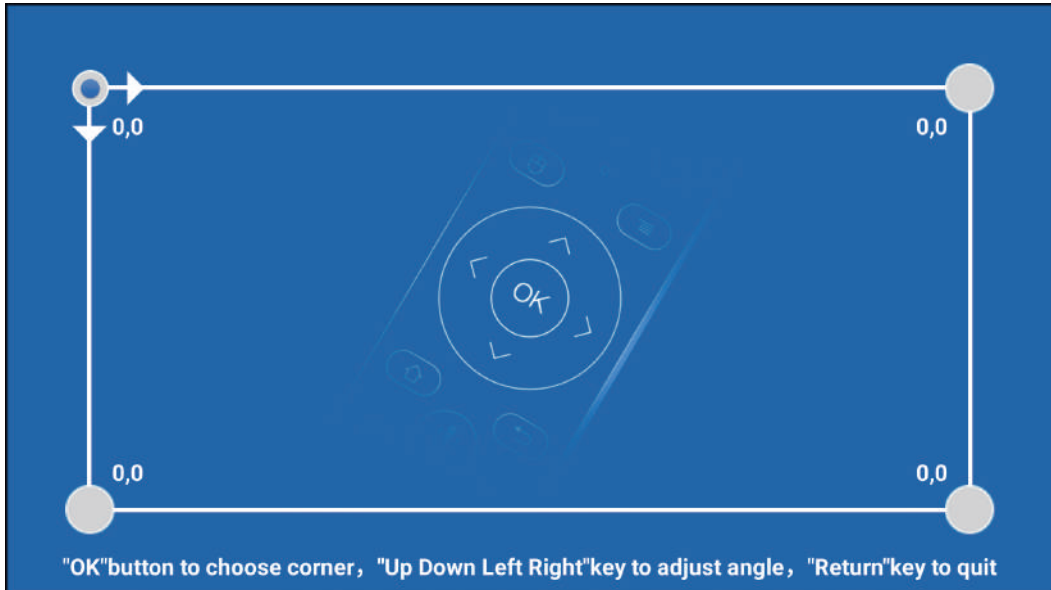 0,0 0,0
OK
0,0 0,0
"OK"button to choose corner，"Up Down Left Right"key to adjust angle，"Return"key to quit